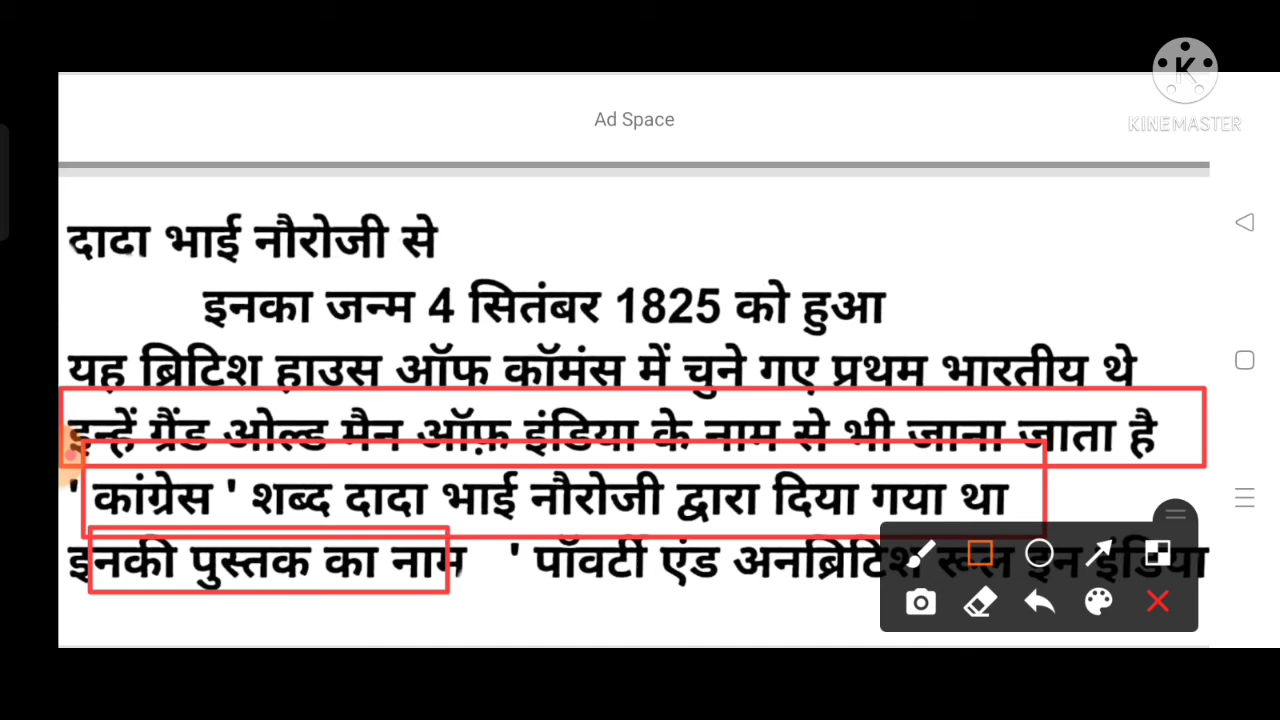 Ad Space
KINEMASTER
दादा भाई नौरोजी से
इनका जन्म 4 सितंबर 1825 को हुआ
यह ब्रिटिश हाउस ऑफ कॉमंस में चुने गए प्रथम भारतीय थे
इन्हें ग्रैंड ओल्ड मैन ऑफ़ इंडिया के नाम से भी जाना जाता है
' कांग्रेस ' शब्द दादा भाई नौरोजी द्वारा दिया गया था
इनकी पुस्तक का नाम ' पॉवर्टी एंड अनब्रिटिश रूल इन इंडिया